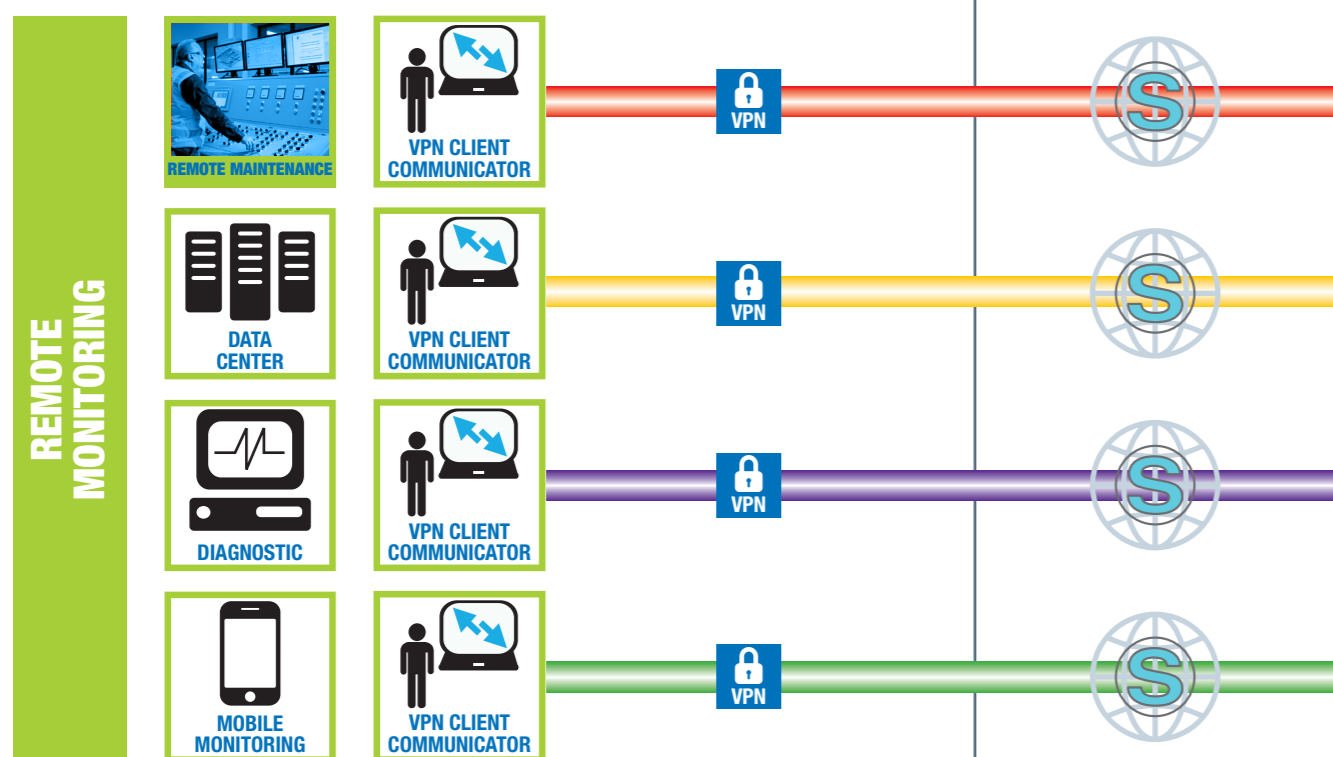 REMOTE
MONITORING
REMOTE MAINTENANCE
VPN CLIENT
COMMUNICATOR
VPN
S
DATA
CENTER
VPN CLIENT
COMMUNICATOR
VPN
S
DIAGNOSTIC
VPN CLIENT
COMMUNICATOR
VPN
S
MOBILE
MONITORING
VPN CLIENT
COMMUNICATOR
VPN
S